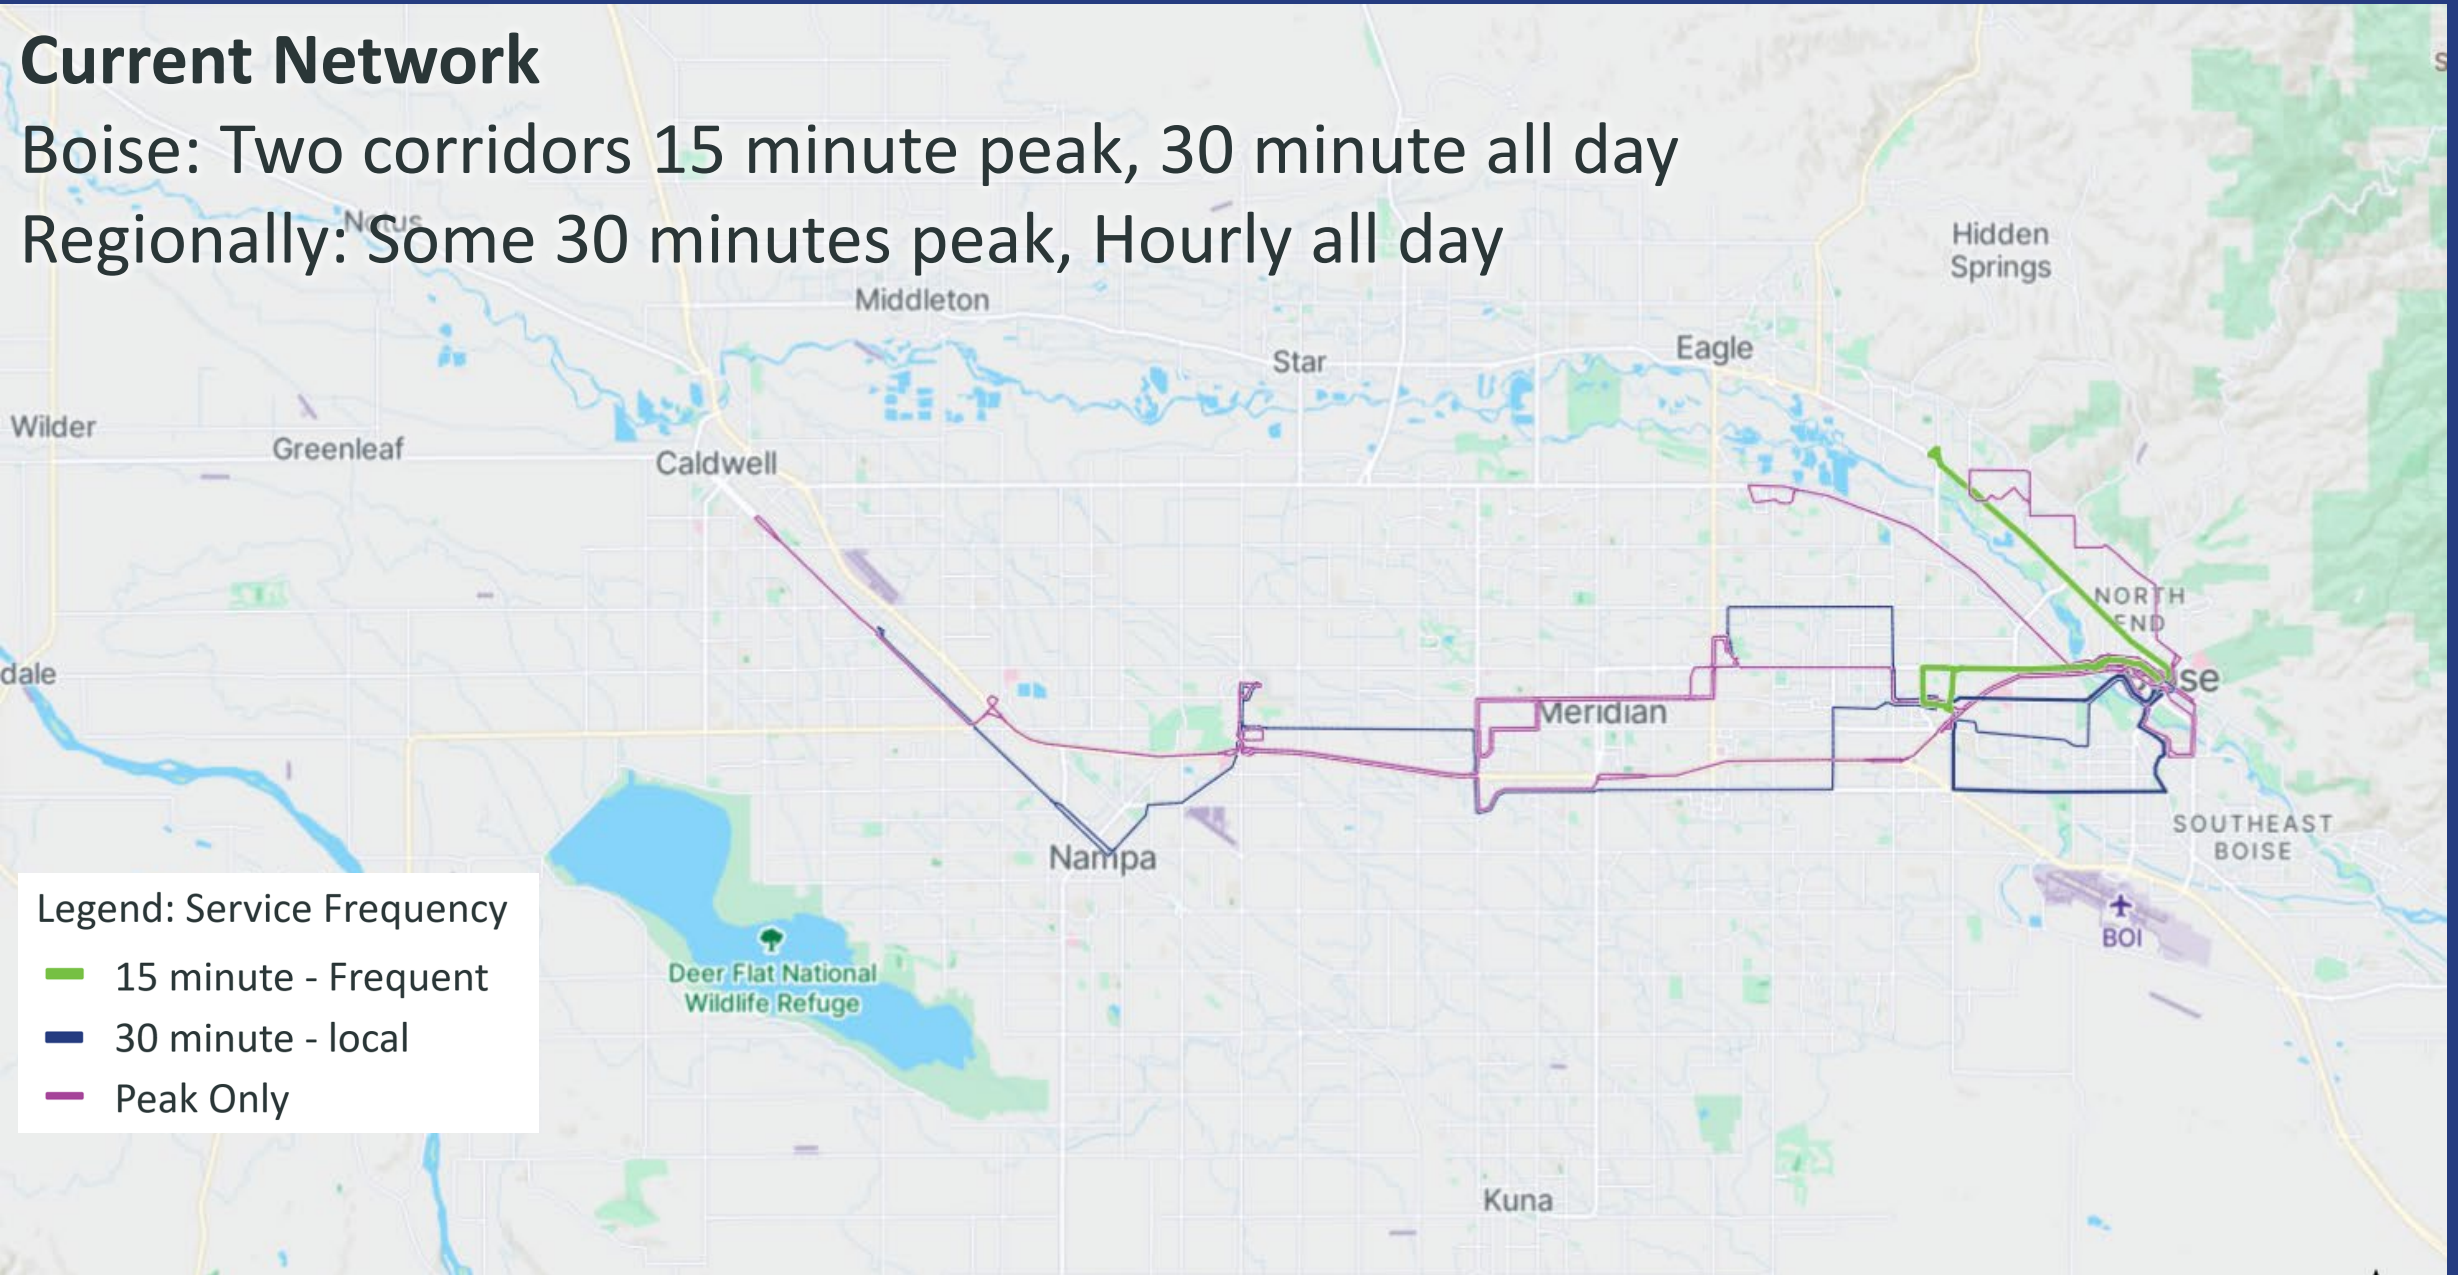 Current Network
Boise: Two corridors 15 minute peak, 30 minute all day
Regionally: Some 30 minutes peak, Hourly all day
Notus
Hidden
Springs
Middleton
Star
Eagle
Wilder
Greenleaf
Caldwell
NORTH
END
dale
se
Meridian
Nampa
SOUTHEAST
BOISE
BOI
Deer Flat National
Wildlife Refuge
Kuna
Legend: Service Frequency
15 minute - Frequent
30 minute - local
Peak Only